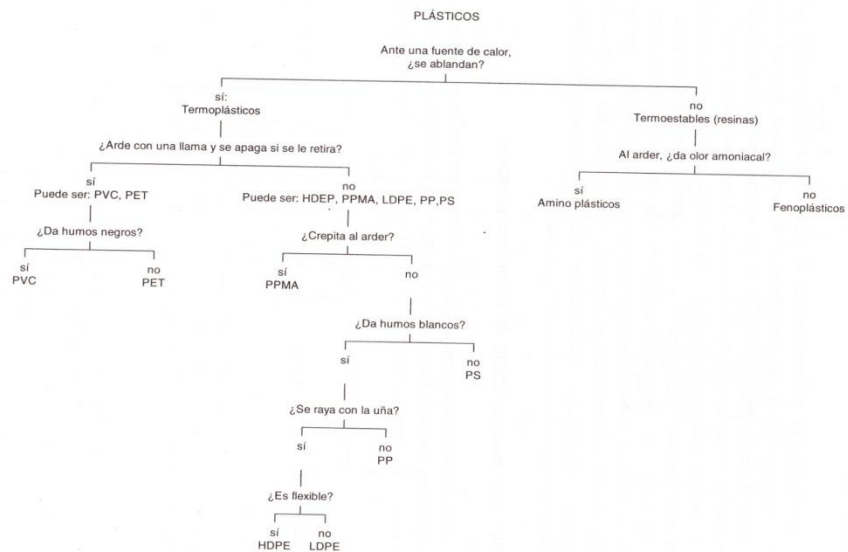 PLÁSTICOS
Ante una fuente de calor,
¿se ablandan?
sí:
Termoplásticos
no
Termoestables (resinas)
¿Arde con una llama y se apaga si se le retira?
Al arder, ¿da olor amoniacal?
sí
Puede ser: PVC, PET
no
Puede ser: HDEP, PPMA, LDPE, PP,PS
sí
Amino plásticos
no
Fenoplásticos
¿Da humos negros?
¿Crepita al arder?
sí
PVC
no
PET
sí
PPMA
no
¿Da humos blancos?
sí
no
PS
¿Se raya con la uña?
sí
no
PP
¿Es flexible?
sí
HDPE
no
LDPE